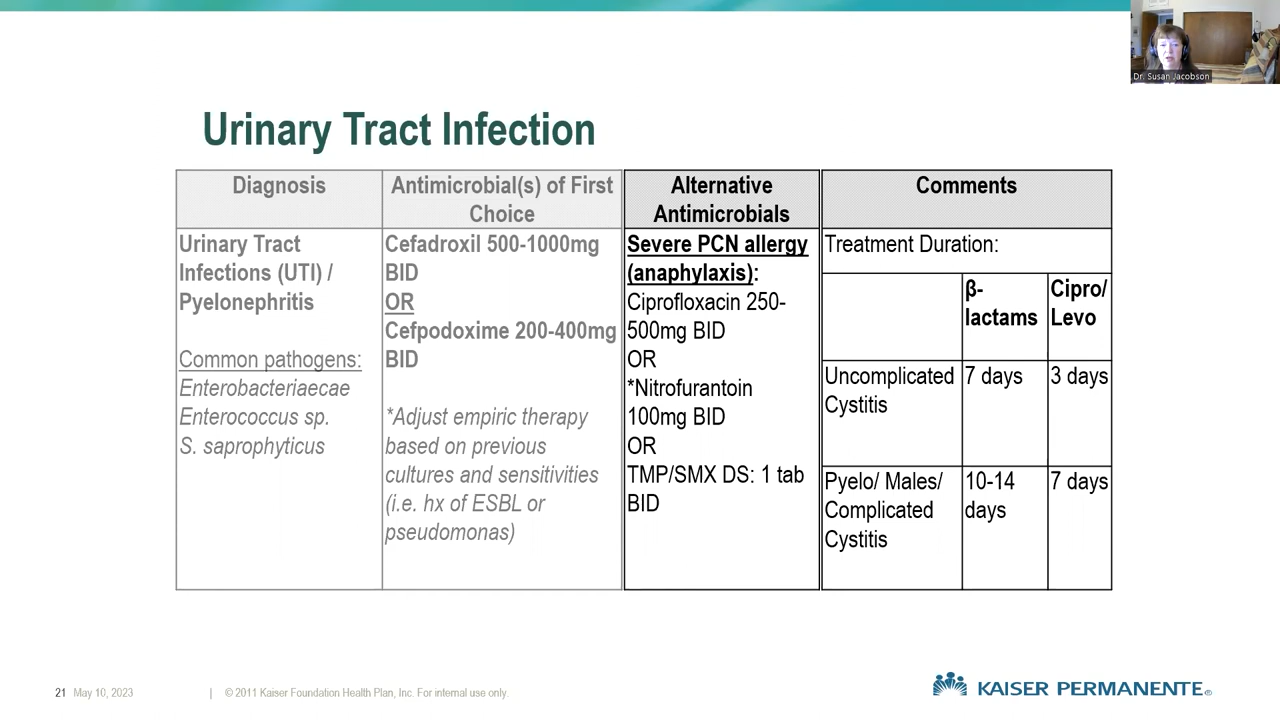 Dr. Susan Jacobson
Urinary Tract Infection
Diagnosis
Antimicrobial(s) of First
Choice
Alternative
Antimicrobials
Comments
Urinary Tract
Infections (UTI) /
Pyelonephritis
Common pathogens:
Enterobacteriaecae
Enterococcus sp.
S. saprophyticus
Cefadroxil 500-1000mg
BID
OR
Cefpodoxime 200-400mg
BID
*Adjust empiric therapy
based on previous
cultures and sensitivities
(i.e. hx of ESBL or
pseudomonas)
Severe PCN allergy
(anaphylaxis):
Ciprofloxacin 250-
500mg BID
OR
*Nitrofurantoin
100mg BID
OR
TMP/SMX DS: 1 tab
BID
Treatment Duration:
β-
lactams
Cipro/
Levo
Uncomplicated
Cystitis
7 days
3 days
Pyelo/ Males/
Complicated
Cystitis
10-14
days
7 days
21 May 10, 2023 | © 2011 Kaiser Foundation Health Plan, Inc. For internal use only.
KAISER PERMANENTE®